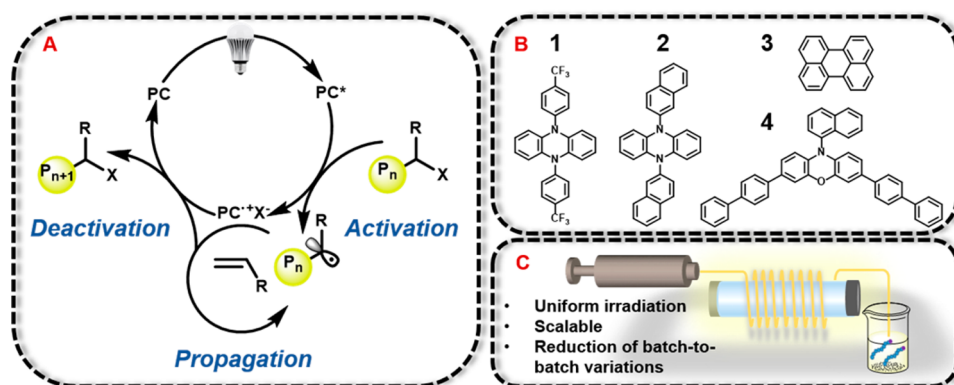 A
PC
PC*
R
X
Pn+1
R
X
Pn
PC·+X-
Deactivation
Activation
R
Pn
R
Propagation
B
1
2
3
4
CF3
N
N
CF3
N
N
N
O
C
• Uniform irradiation
• Scalable
• Reduction of batch-to-
batch variations